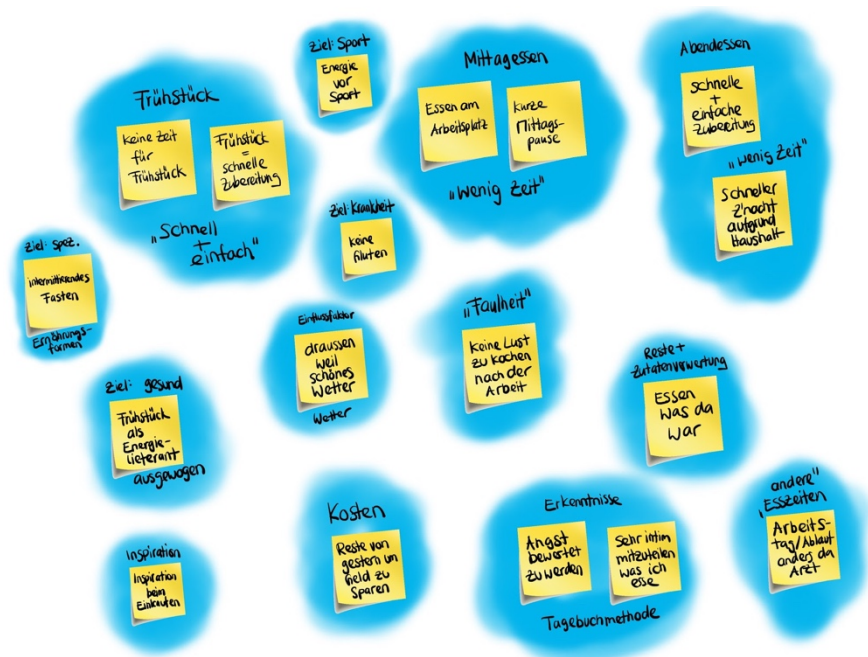 Frühstück
Keine Zeit
für
Frühstück
Frühstück
=
schnelle
Zubereitung
„Schnell
+
einfach"
Ziel: Sport
Energie
vor
Sport
Mittagessen
Essen am
Arbeitsplatz
Kurze
Mittags-
pause
„Wenig Zeit"
Abendessen
schnelle
+
einfache
Zubereitung
„Wenig Zeit"
Schneller
Z'nacht
aufgrund
Haushalt
Ziel: Spez.
intermittierendes
Fasten
Ernährungs-
formen
Ziel: Krankheit
keine
Gluten
Ziel: gesund
Frühstück
als
Energie-
lieferant
ausgewogen
Einflussfaktor
draussen
weil
schönes
Wetter
Wetter
„Faulheit"
Keine Lust
zu kochen
nach der
Arbeit
Reste +
Zutatenverwertung
Essen
was da
war
Inspiration
Inspiration
beim
Einkaufen
Kosten
Reste von
gestern um
Geld zu
Sparen
Erkenntnisse
Angst
bewertet
zu werden
Sehr intim
mitzuteilen
was ich
esse
Tagebuchmethode
andere"
„Esszeiten
Arbeits-
tag/Ablauf
anders da
Arzt